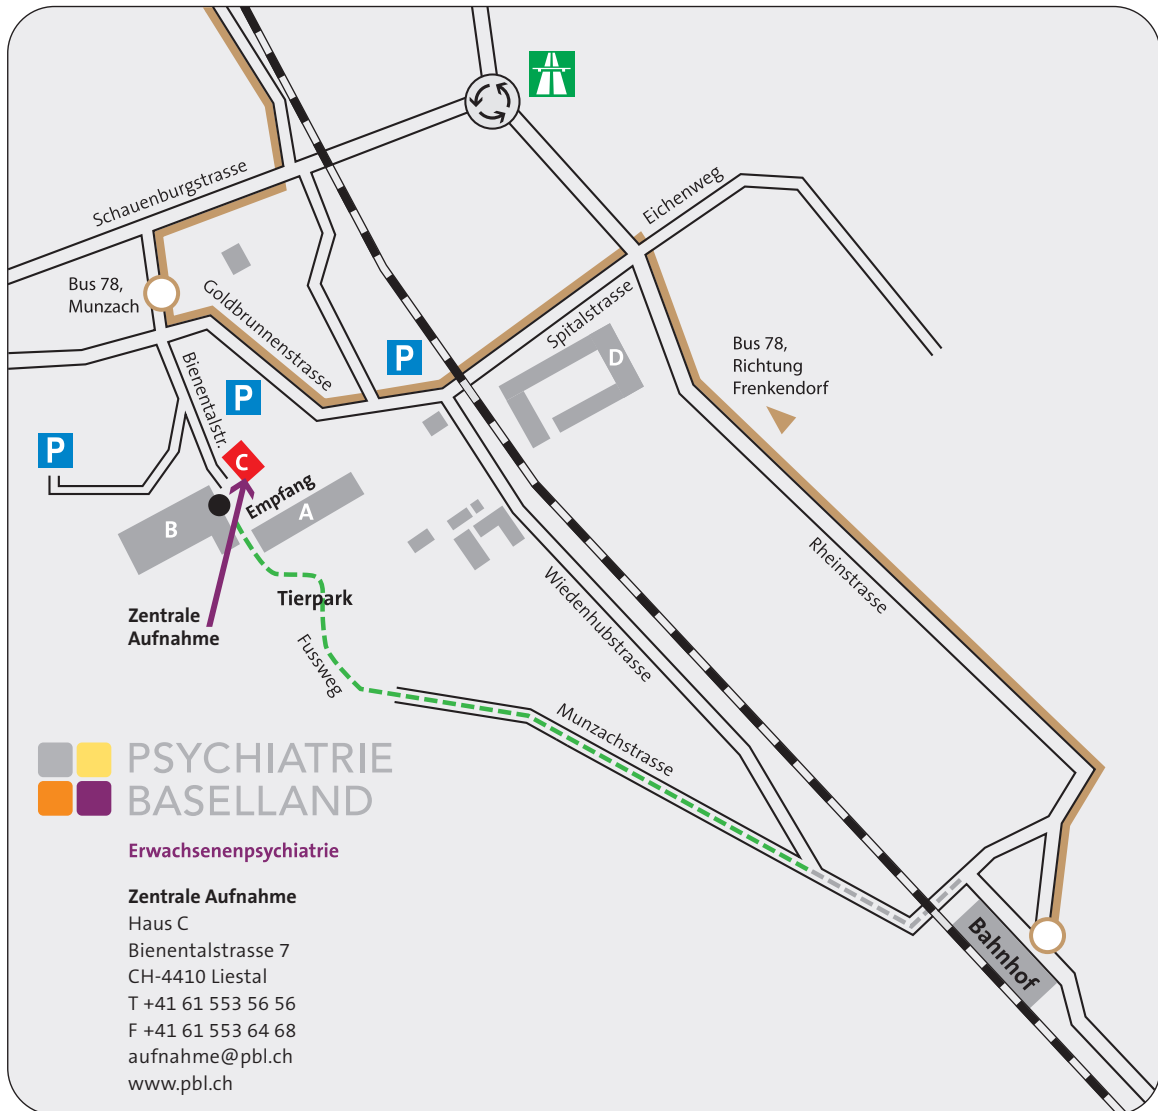 Schauenburgstrasse
Eichenweg
Bus 78,
Munzach
Goldbrunnenstrasse
Spitalstrasse
P
D
Bus 78,
Richtung
Frenkendorf
Bienentalstr.
P
P
C
Empfang
A
B
Rheinstrasse
Wiedenhubstrasse
Tierpark
Zentrale
Aufnahme
Fussweg
Munzachstrasse
PSYCHIATRIE
BASELLAND
Erwachsenenpsychiatrie
Zentrale Aufnahme
Haus C
Bienentalstrasse 7
CH-4410 Liestal
T +41 61 553 56 56
F +41 61 553 64 68
aufnahme@pbl.ch
www.pbl.ch
Bahnhof